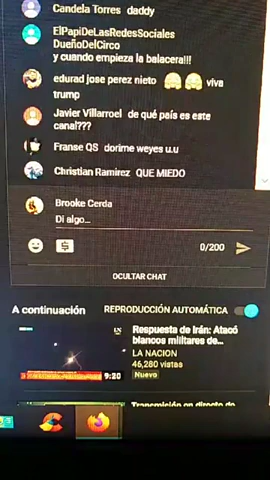 Candela Torres daddy
ElPapiDeLasRedesSociales
DueñoDelCirco
y cuando empieza la balacera!!!
edurad jose perez nieto viva
trump
Javier Villarroel de qué país es este
canal???
Franse QS dorime weyes u.u
Christian Ramirez QUE MIEDO
Brooke Cerda
Di algo...
0/200
OCULTAR CHAT
A continuación REPRODUCCIÓN AUTOMÁTICA
Respuesta de Irán: Atacó
blancos militares de...
LA NACION
46,280 vistas
Nuevo
LN
9:20
Transmisión en directo de